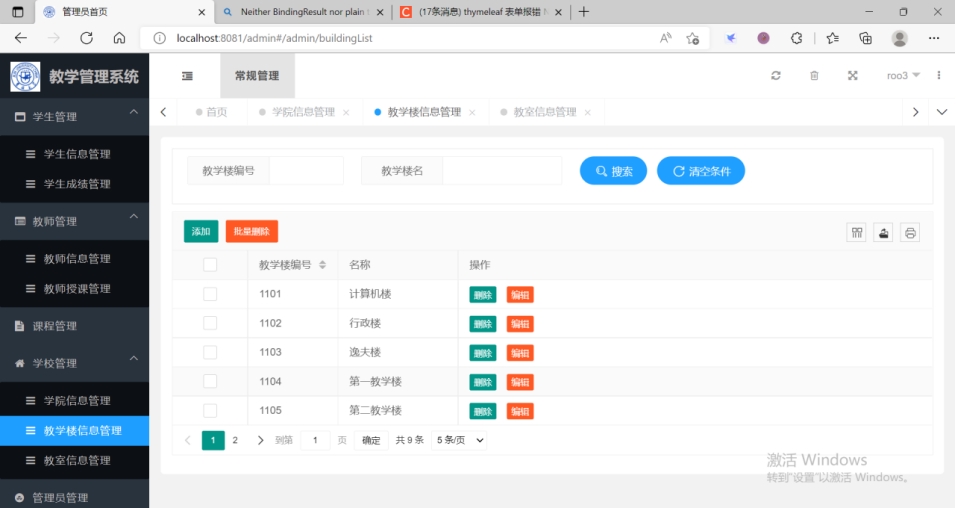 管理员首页
Neither BindingResult nor plain
(17条消息) thymeleaf 表单报错
localhost:8081/admin#/admin/buildingList
教学管理系统
常规管理
roo3
首页
学院信息管理
教学楼信息管理
教室信息管理
学生管理
学生信息管理
学生成绩管理
教师管理
教师信息管理
教师授课管理
课程管理
学校管理
学院信息管理
教学楼信息管理
教室信息管理
管理员管理
教学楼编号
教学楼名
搜索
清空条件
添加 批量删除
教学楼编号 名称 操作
1101 计算机楼 删除 编辑
1102 行政楼 删除 编辑
1103 逸夫楼 删除 编辑
1104 第一教学楼 删除 编辑
1105 第二教学楼 删除 编辑
1 2 到第 1 页 确定 共 9 条 5 条/页
激活 Windows
转到"设置"以激活 Windows。